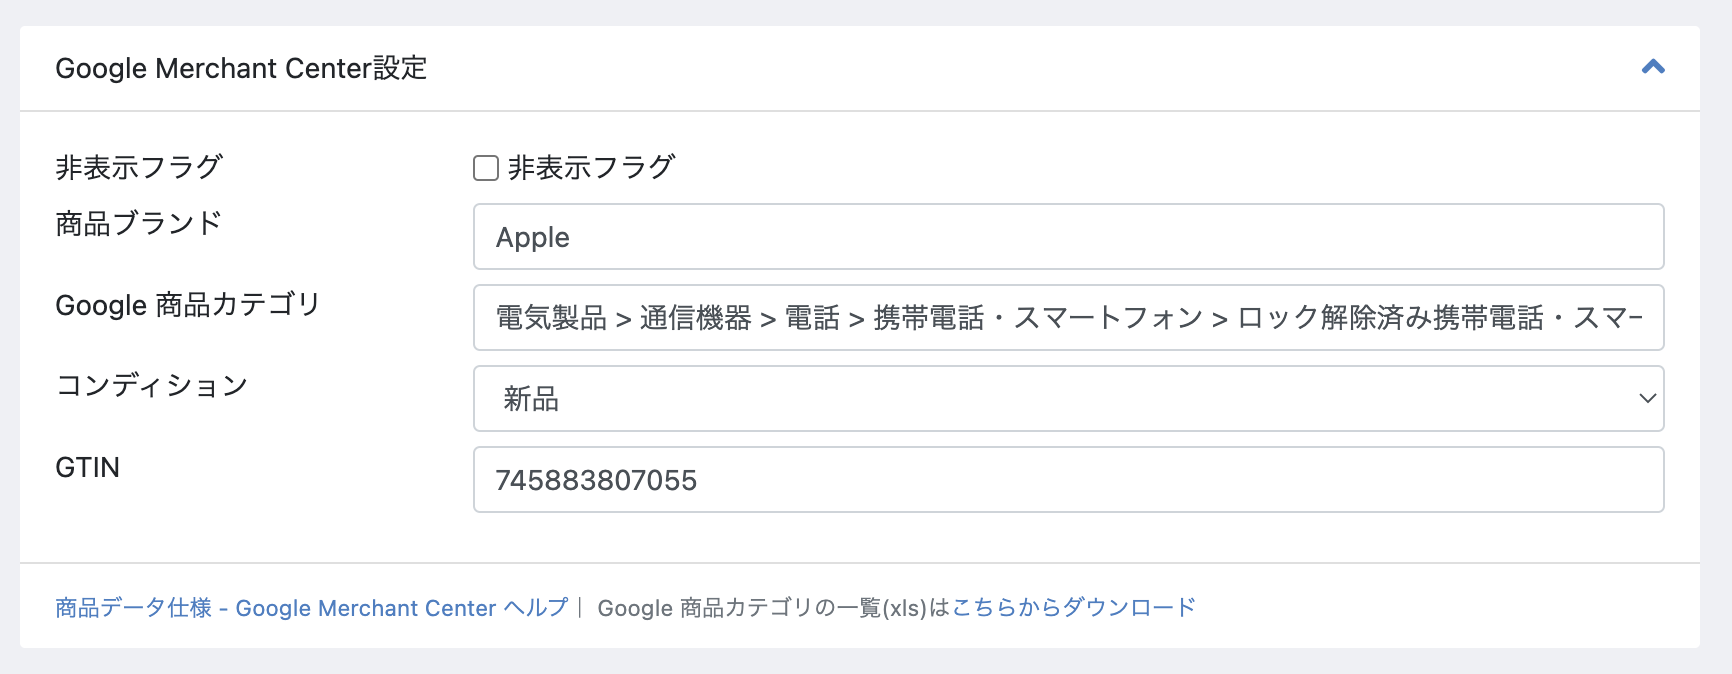 Google Merchant Center設定
非表示フラグ
非表示フラグ
商品ブランド
Apple
Google 商品カテゴリ
電気製品 > 通信機器 > 電話 > 携帯電話・スマートフォン > ロック解除済み携帯電話・スマー
コンディション
新品
GTIN
745883807055
商品データ仕様 - Google Merchant Center ヘルプ | Google 商品カテゴリの一覧(xls)はこちらからダウンロード